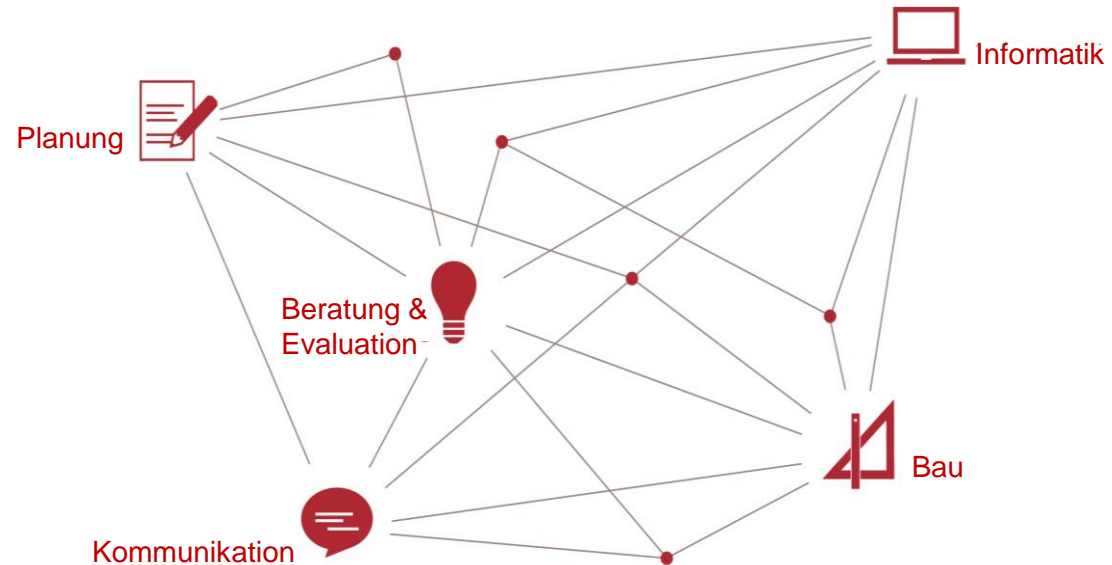 Informatik
Planung
Beratung &
Evaluation
Bau
Kommunikation